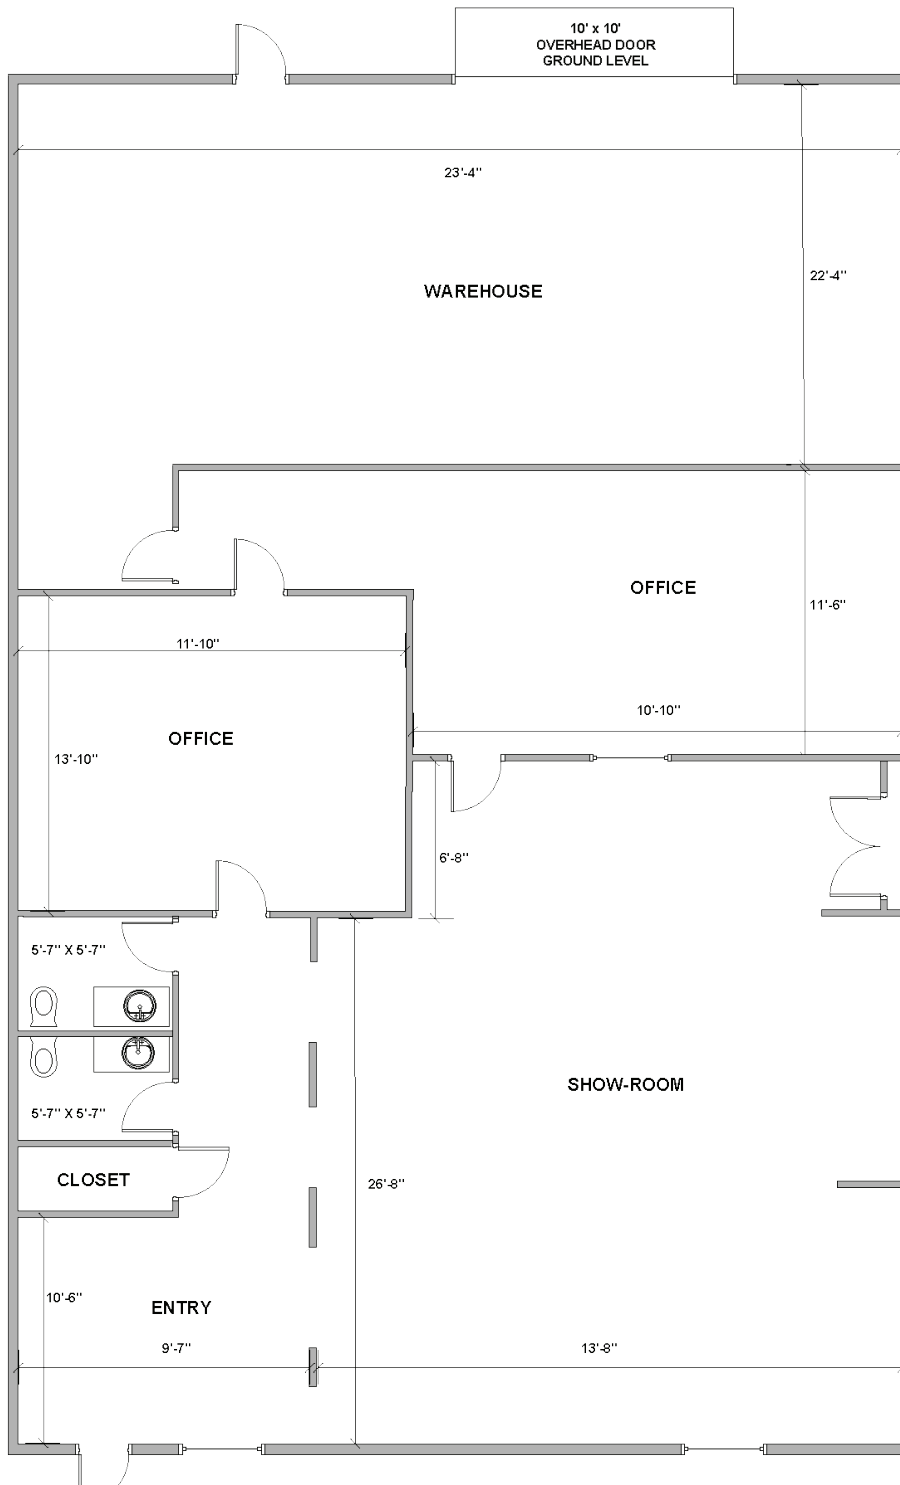 10' x 10'
OVERHEAD DOOR
GROUND LEVEL
23'-4"
22'-4"
WAREHOUSE
OFFICE
11'-6"
11'-10"
10'-10"
OFFICE
13'-10"
6'-8"
5'-7" X 5'-7"
SHOW-ROOM
5'-7" X 5'-7"
CLOSET
26'-8"
10'-6"
ENTRY
9'-7"
13'-8"